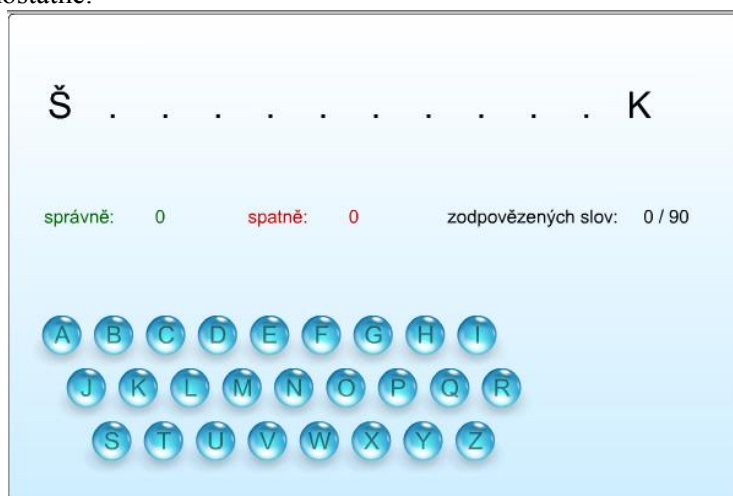 Š . . . . . . . . . . K
správně: 0 spatně: 0 zodpovězených slov: 0 / 90
A B C D E F G H I
J K L M N O P Q R
S T U V W X Y Z